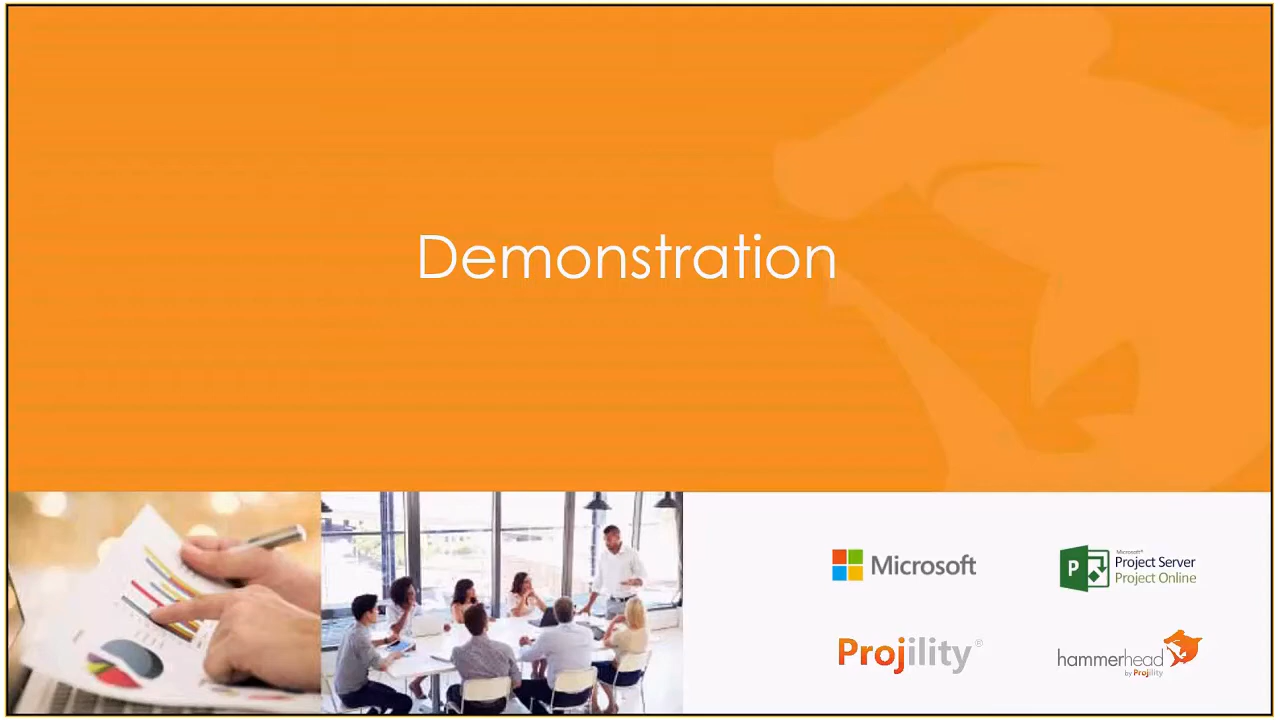 Demonstration
Microsoft
Microsoft®
Project Server
Project Online
P
Projility®
hammerhead
by Projility